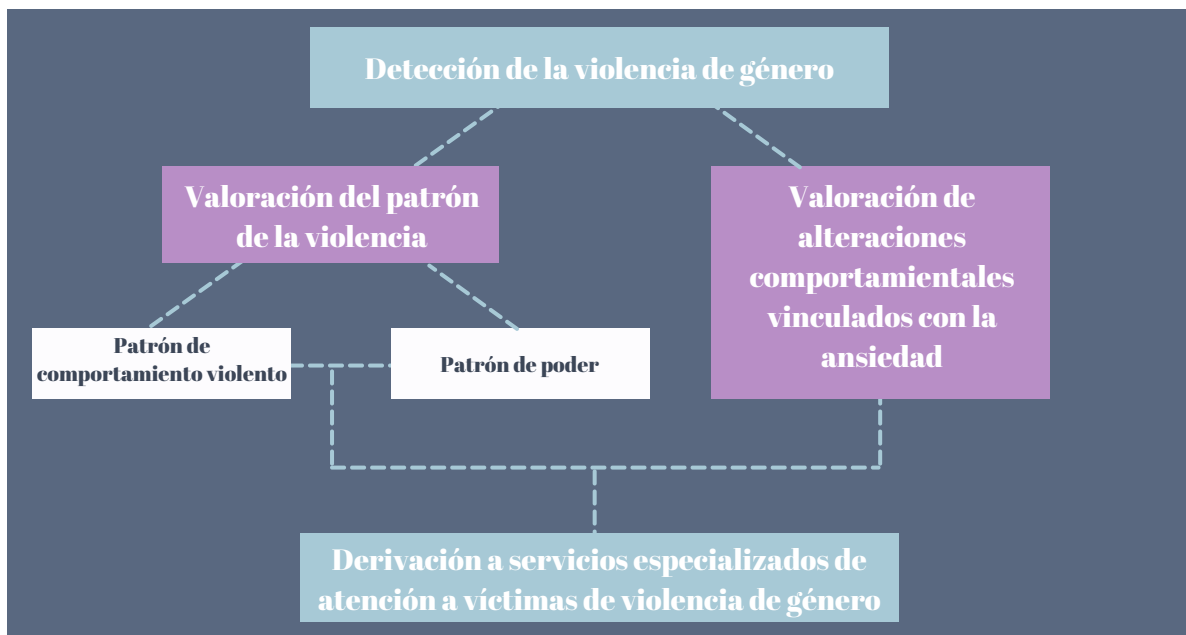 Detección de la violencia de género
Valoración del patrón
de la violencia
Valoración de
alteraciones
comportamientales
vinculados con la
ansiedad
Patrón de
comportamiento violento
Patrón de poder
Derivación a servicios especializados de
atención a víctimas de violencia de género